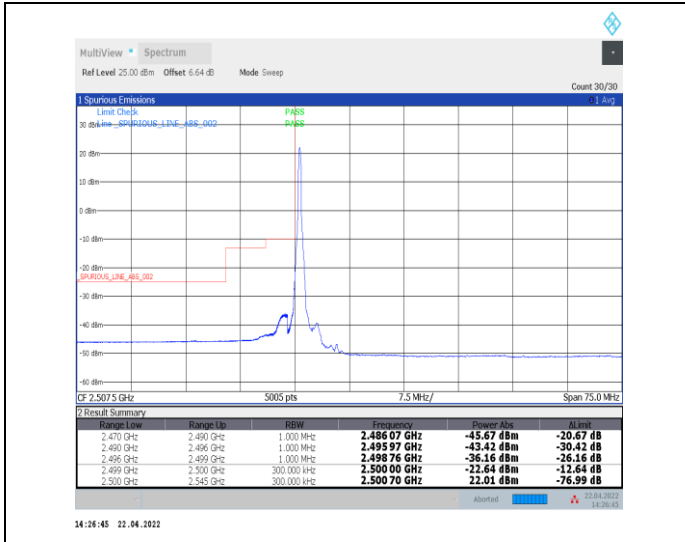 MultiView Spectrum
Ref Level 25.00 dBm Offset 6.64 dB Mode Sweep
Count 30/30
1 Spurious Emissions 1 Avg
Limit Check PASS
30 dBm Line _SPURIOUS_LINE_ABS_002 PASS
20 dBm
10 dBm
0 dBm
-10 dBm
-20 dBm
_SPURIOUS_LINE_ABS_002
-30 dBm
-40 dBm
-50 dBm
-60 dBm
CF 2.5075 GHz 5005 pts 7.5 MHz/ Span 75.0 MHz
2 Result Summary
Range Low Range Up RBW Frequency Power Abs ΔLimit
2.470 GHz 2.490 GHz 1.000 MHz 2.486 07 GHz -45.67 dBm -20.67 dB
2.490 GHz 2.496 GHz 1.000 MHz 2.495 97 GHz -43.42 dBm -30.42 dB
2.496 GHz 2.499 GHz 1.000 MHz 2.498 76 GHz -36.16 dBm -26.16 dB
2.499 GHz 2.500 GHz 300.000 kHz 2.500 00 GHz -22.64 dBm -12.64 dB
2.500 GHz 2.545 GHz 300.000 kHz 2.500 70 GHz 22.01 dBm -76.99 dB
Aborted 22.04.2022
14:26:45
14:26:45 22.04.2022